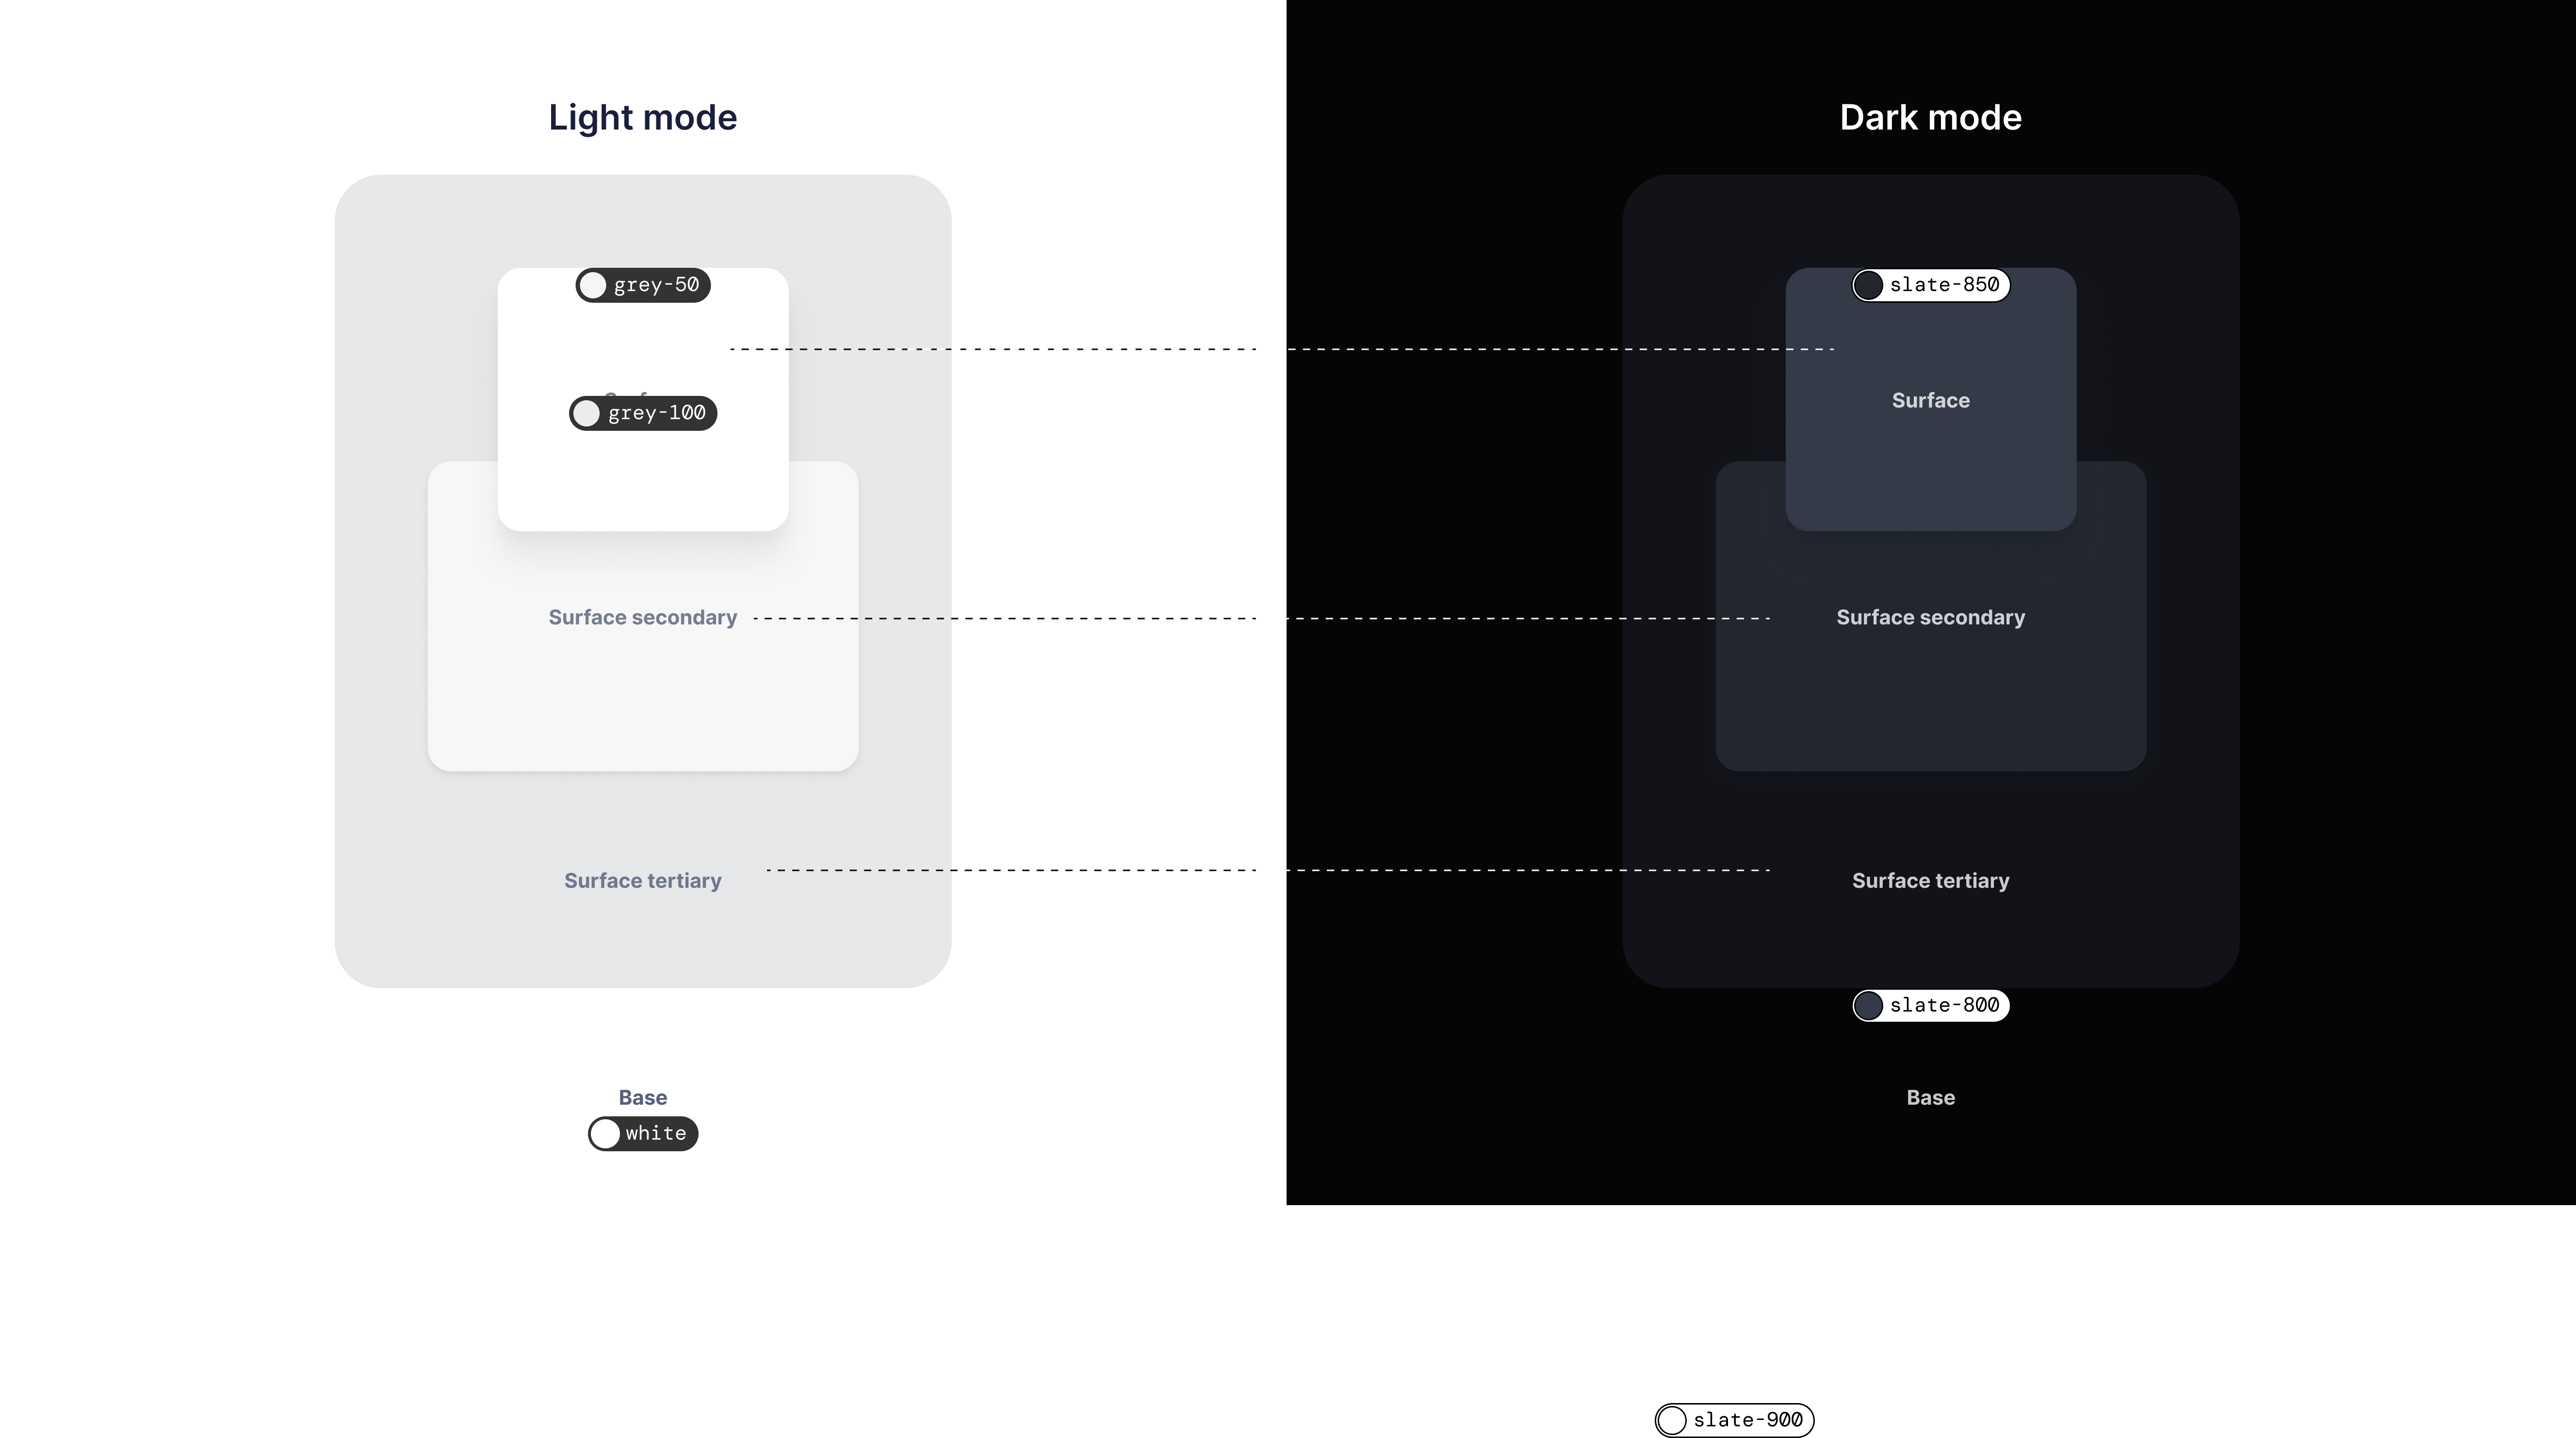 Light mode
grey-50
grey-100
Surface secondary
Surface tertiary
Base
white
Dark mode
slate-850
Surface
Surface secondary
Surface tertiary
slate-800
Base
slate-900